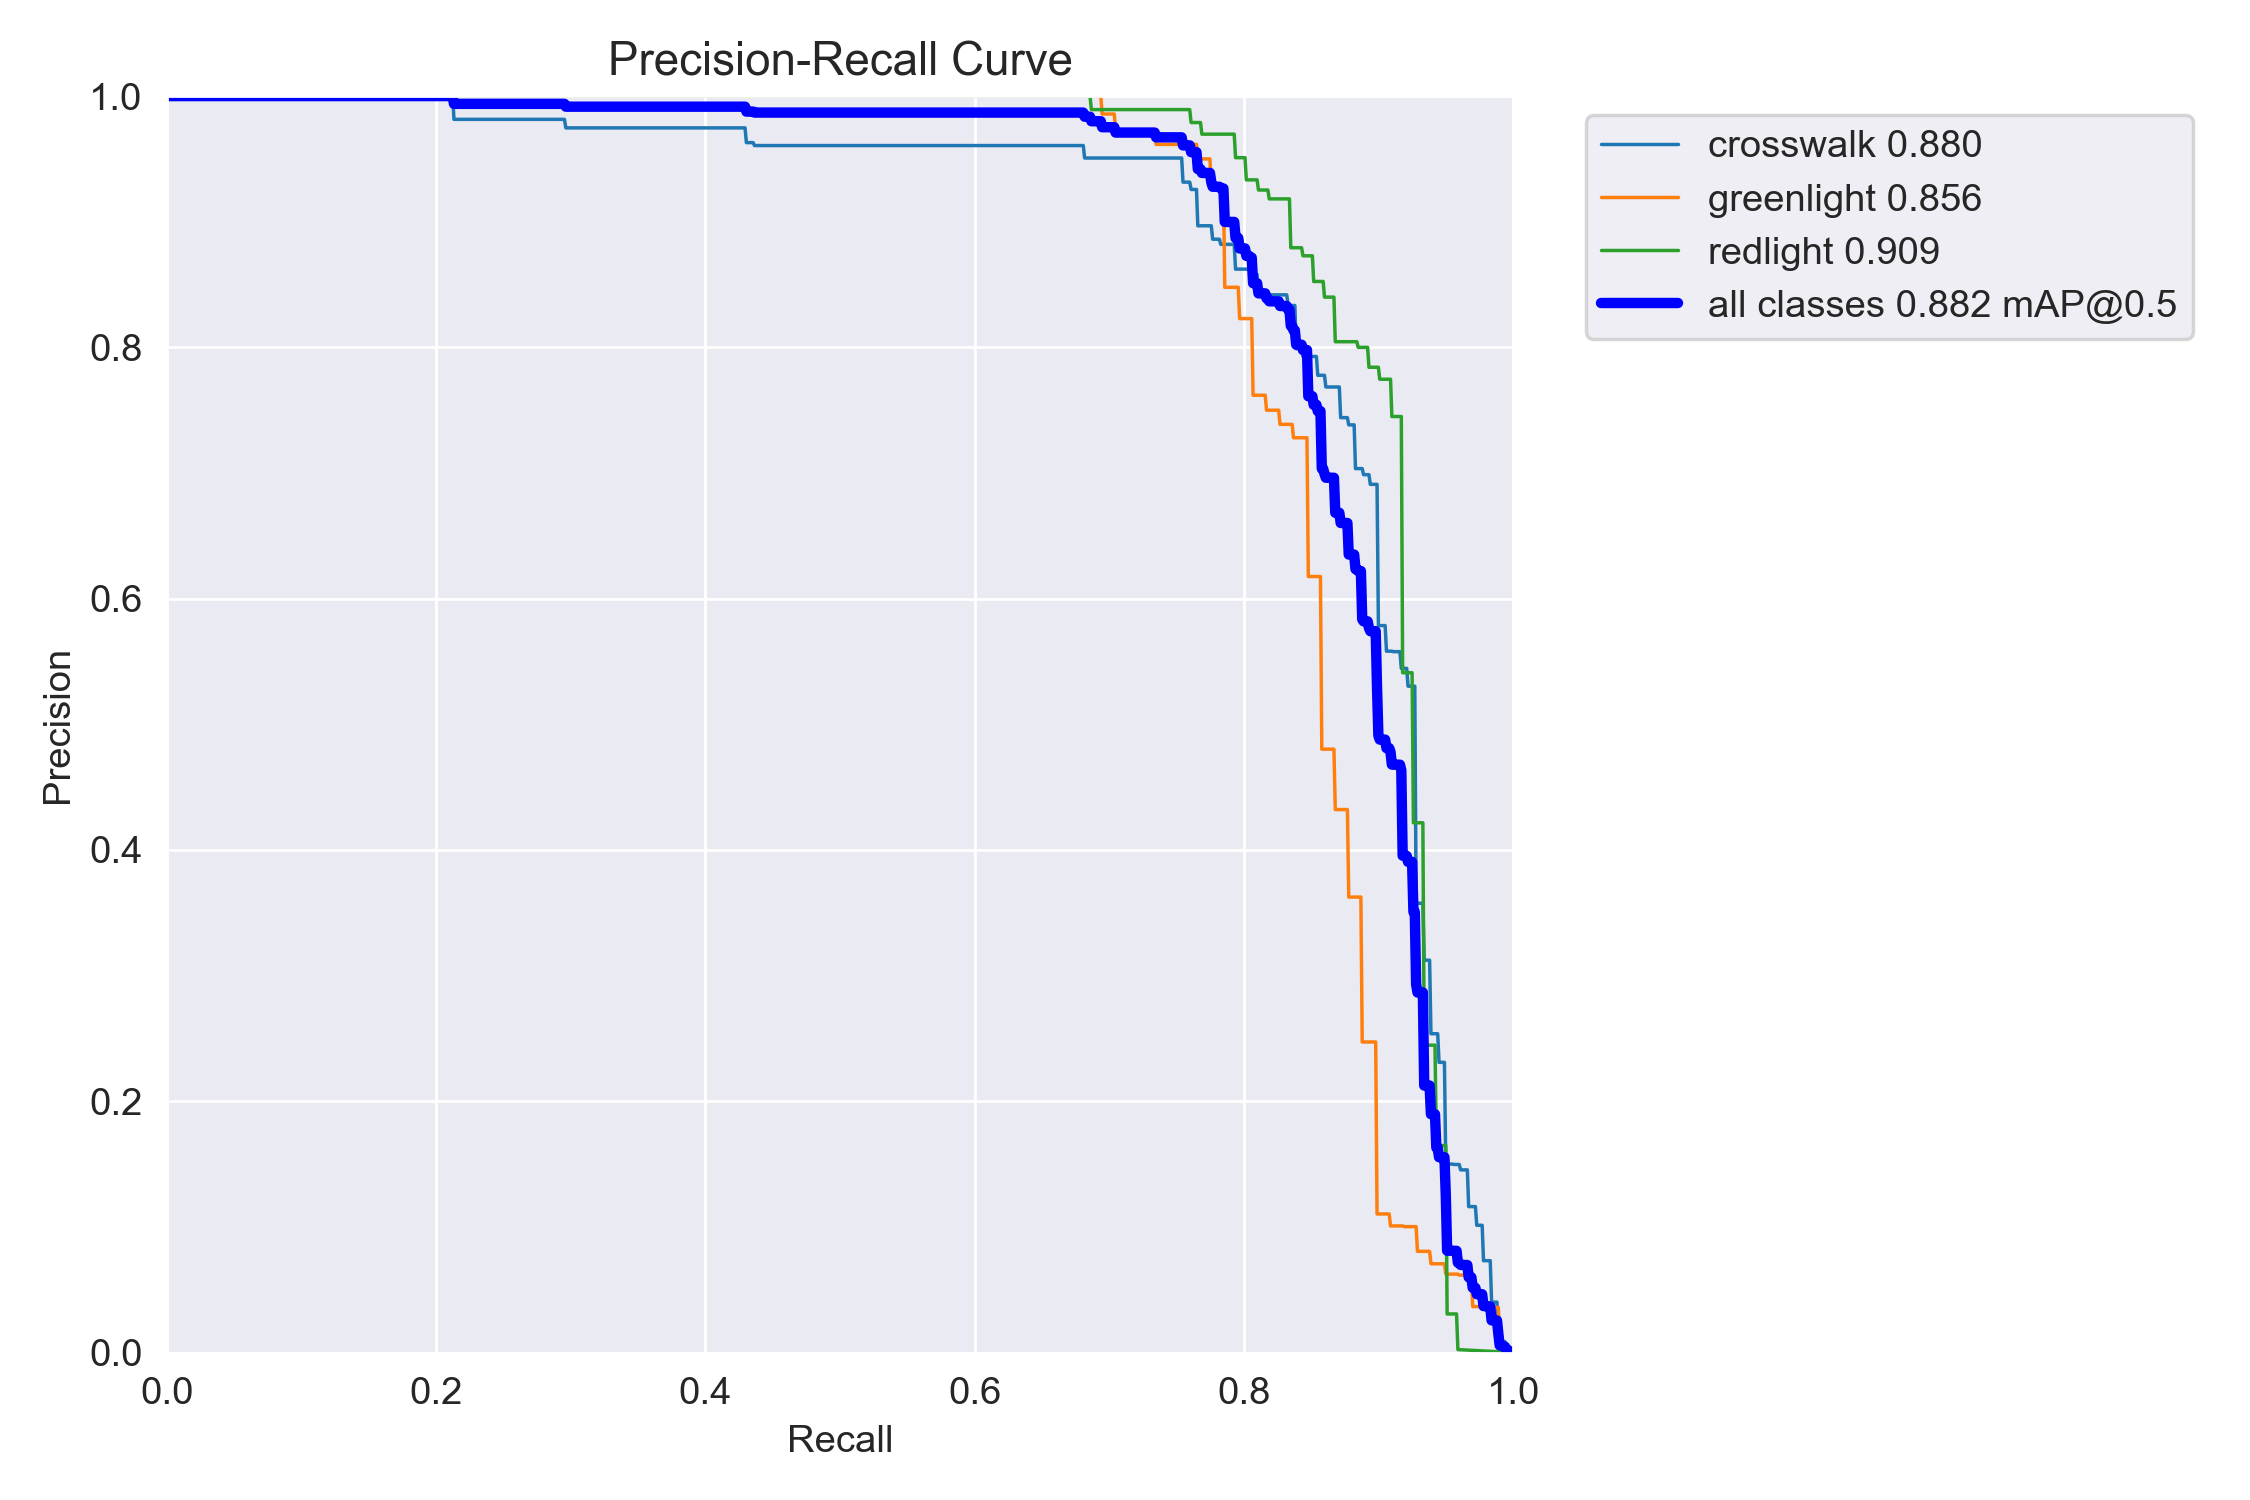 Precision-Recall Curve
1.0
0.8
0.6
0.4
0.2
0.0
Precision
0.0 0.2 0.4 0.6 0.8 1.0
Recall
crosswalk 0.880
greenlight 0.856
redlight 0.909
all classes 0.882 mAP@0.5